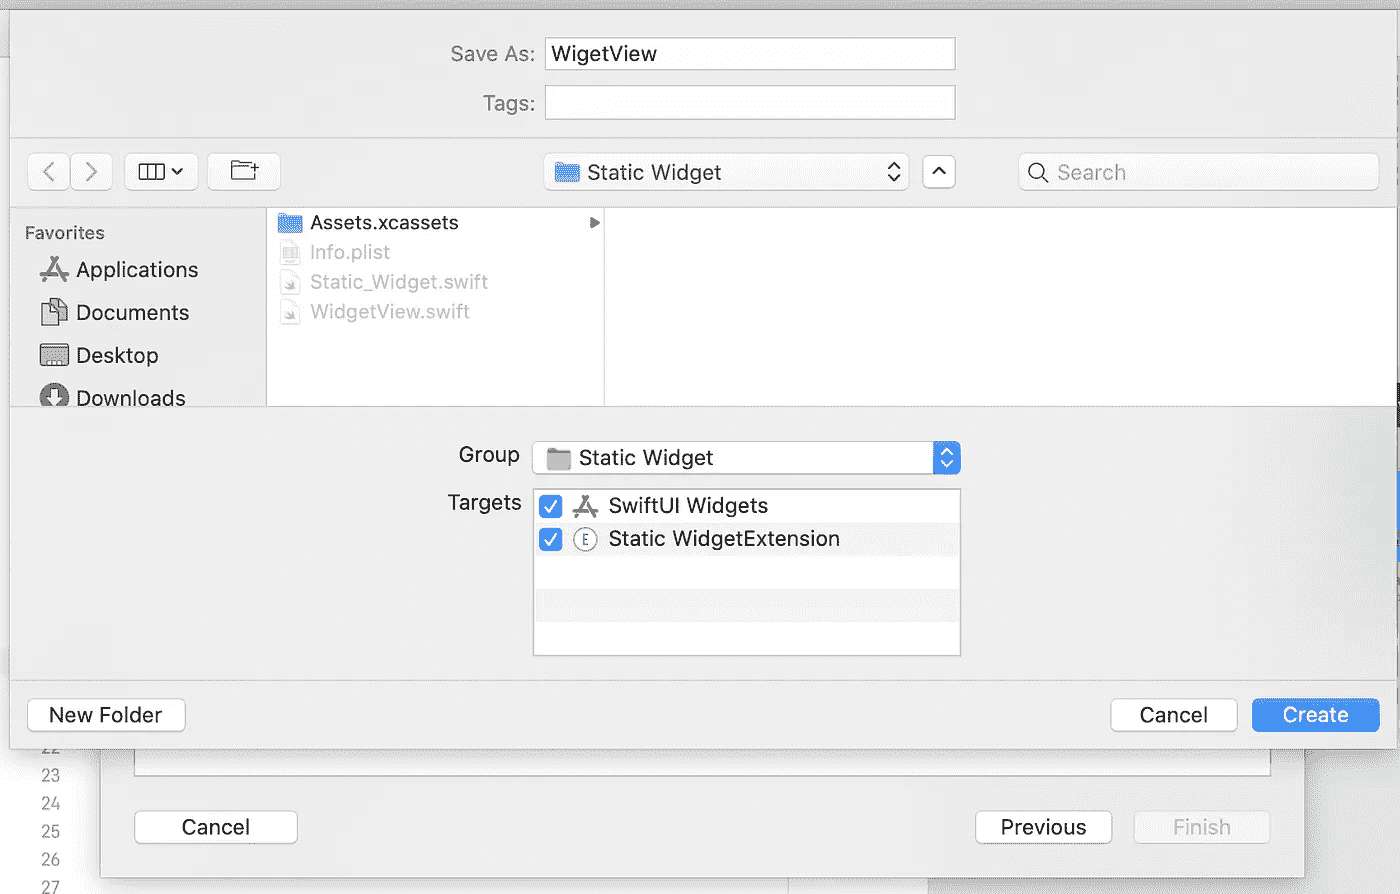 Save As: WigetView
Tags:
Static Widget
Search
Favorites
Applications
Documents
Desktop
Downloads
Assets.xcassets
Info.plist
Static_Widget.swift
WidgetView.swift
Group Static Widget
Targets SwiftUI Widgets
E Static WidgetExtension
New Folder Cancel Create
22
23
24
25
26
27
Cancel Previous Finish